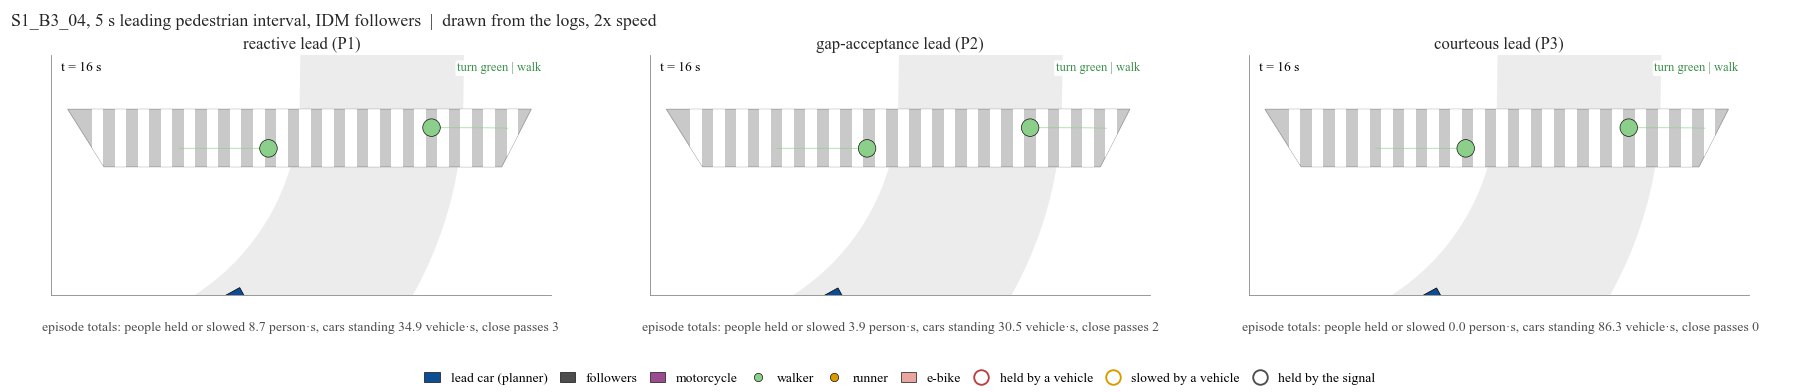 S1_B3_04, 5 s leading pedestrian interval, IDM followers | drawn from the logs, 2x speed
reactive lead (P1)
t = 16 s
turn green | walk
episode totals: people held or slowed 8.7 person·s, cars standing 34.9 vehicle·s, close passes 3
gap-acceptance lead (P2)
t = 16 s
turn green | walk
episode totals: people held or slowed 3.9 person·s, cars standing 30.5 vehicle·s, close passes 2
courteous lead (P3)
t = 16 s
turn green | walk
episode totals: people held or slowed 0.0 person·s, cars standing 86.3 vehicle·s, close passes 0
lead car (planner) followers motorcycle walker runner e-bike held by a vehicle slowed by a vehicle held by the signal